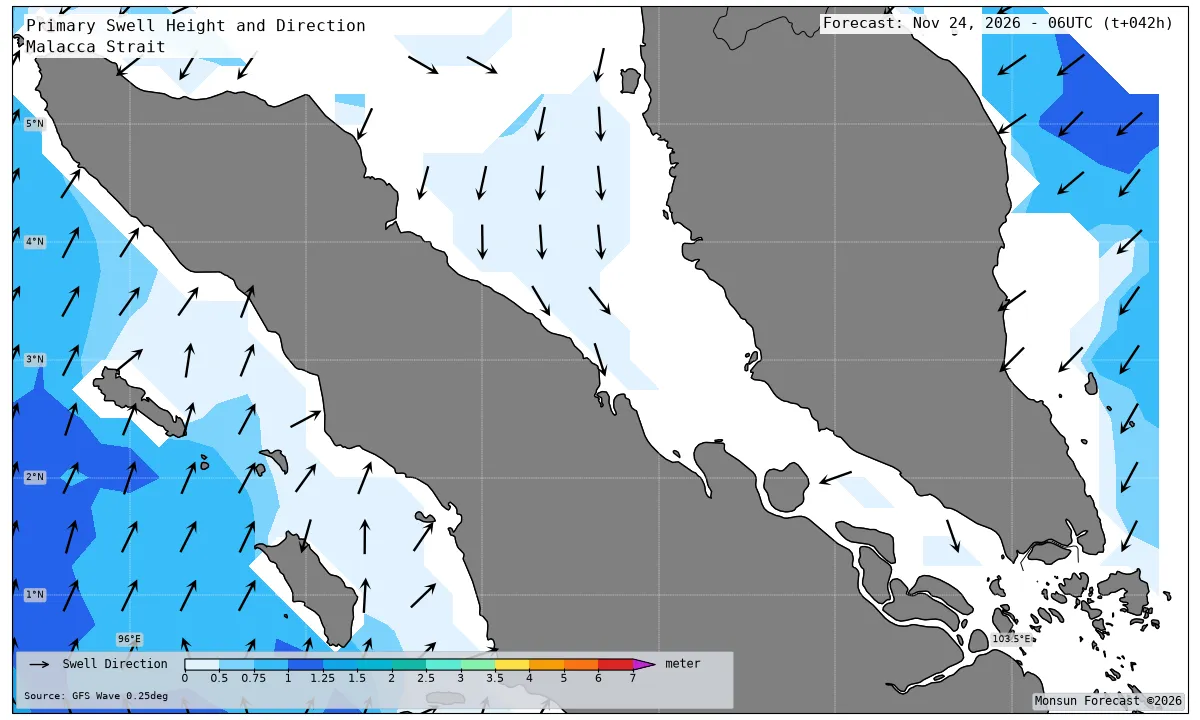 Primary Swell Height and Direction
Malacca Strait
Forecast: Nov 24, 2026 - 06UTC (t+042h)
5°N
4°N
3°N
2°N
1°N
96°E
103.5°E
Swell Direction
0 0.5 0.75 1 1.25 1.5 2 2.5 3 3.5 4 5 6 7
meter
Source: GFS Wave 0.25deg
Monsun Forecast ©2026